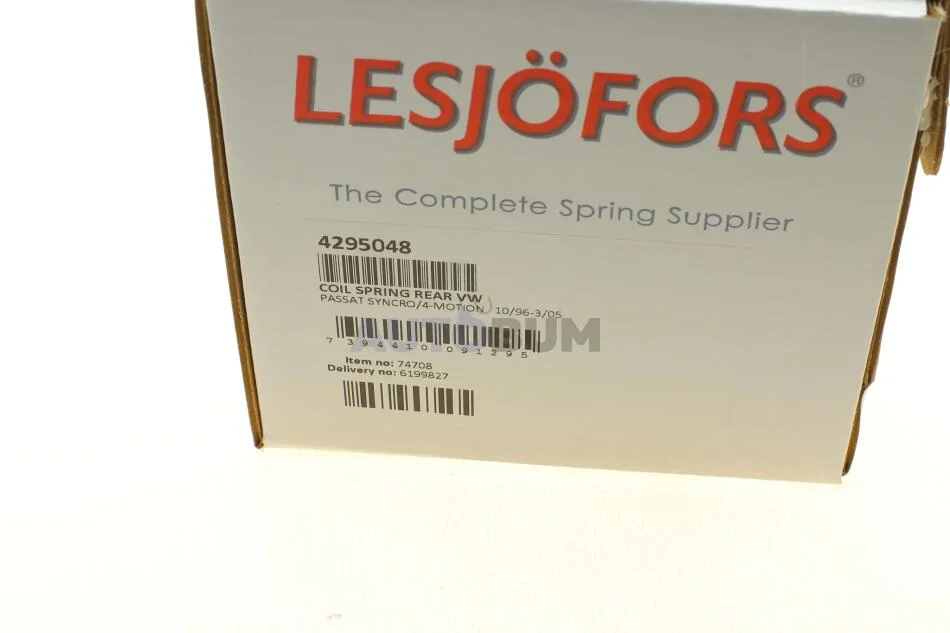 LESJÖFORS®
The Complete Spring Supplier
4295048
COIL SPRING REAR VW
PASSAT SYNCRO/4-MOTION 10/96-3/05
AUTOBUM
7 394410 091295
Item no: 74708
Delivery no: 6199827